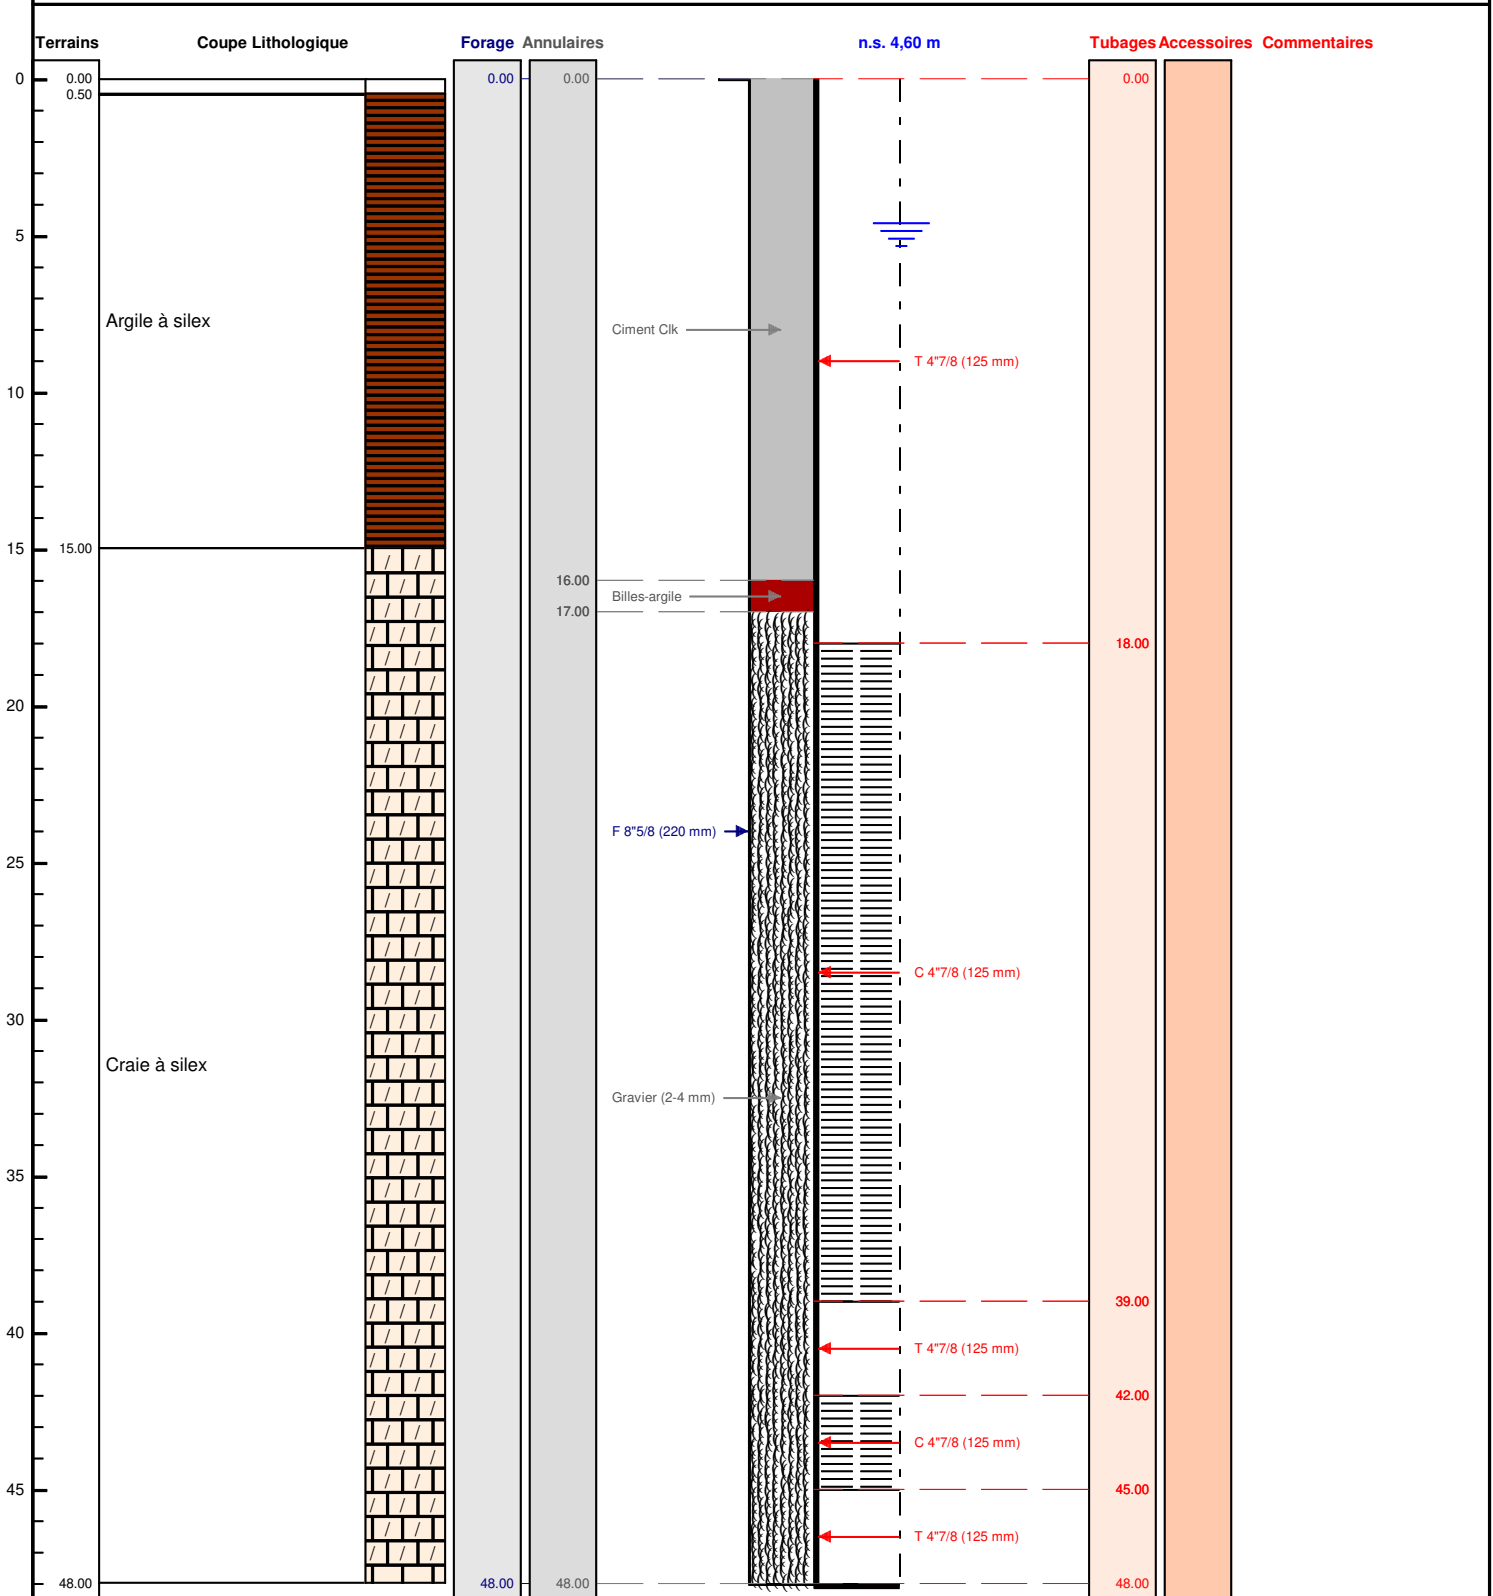 Terrains Coupe Lithologique Forage Annulaires n.s. 4,60 m Tubages Accessoires Commentaires
0 0.00 0.00 0.00 0.00
0.50
5
Argile à silex
Ciment Clk
T 4"7/8 (125 mm)
10
15 15.00
16.00
Billes-argile
17.00
18.00
20
F 8"5/8 (220 mm)
25
C 4"7/8 (125 mm)
30
Craie à silex
Gravier (2-4 mm)
35
39.00
40
T 4"7/8 (125 mm)
42.00
C 4"7/8 (125 mm)
45 45.00
T 4"7/8 (125 mm)
48.00 48.00 48.00 48.00